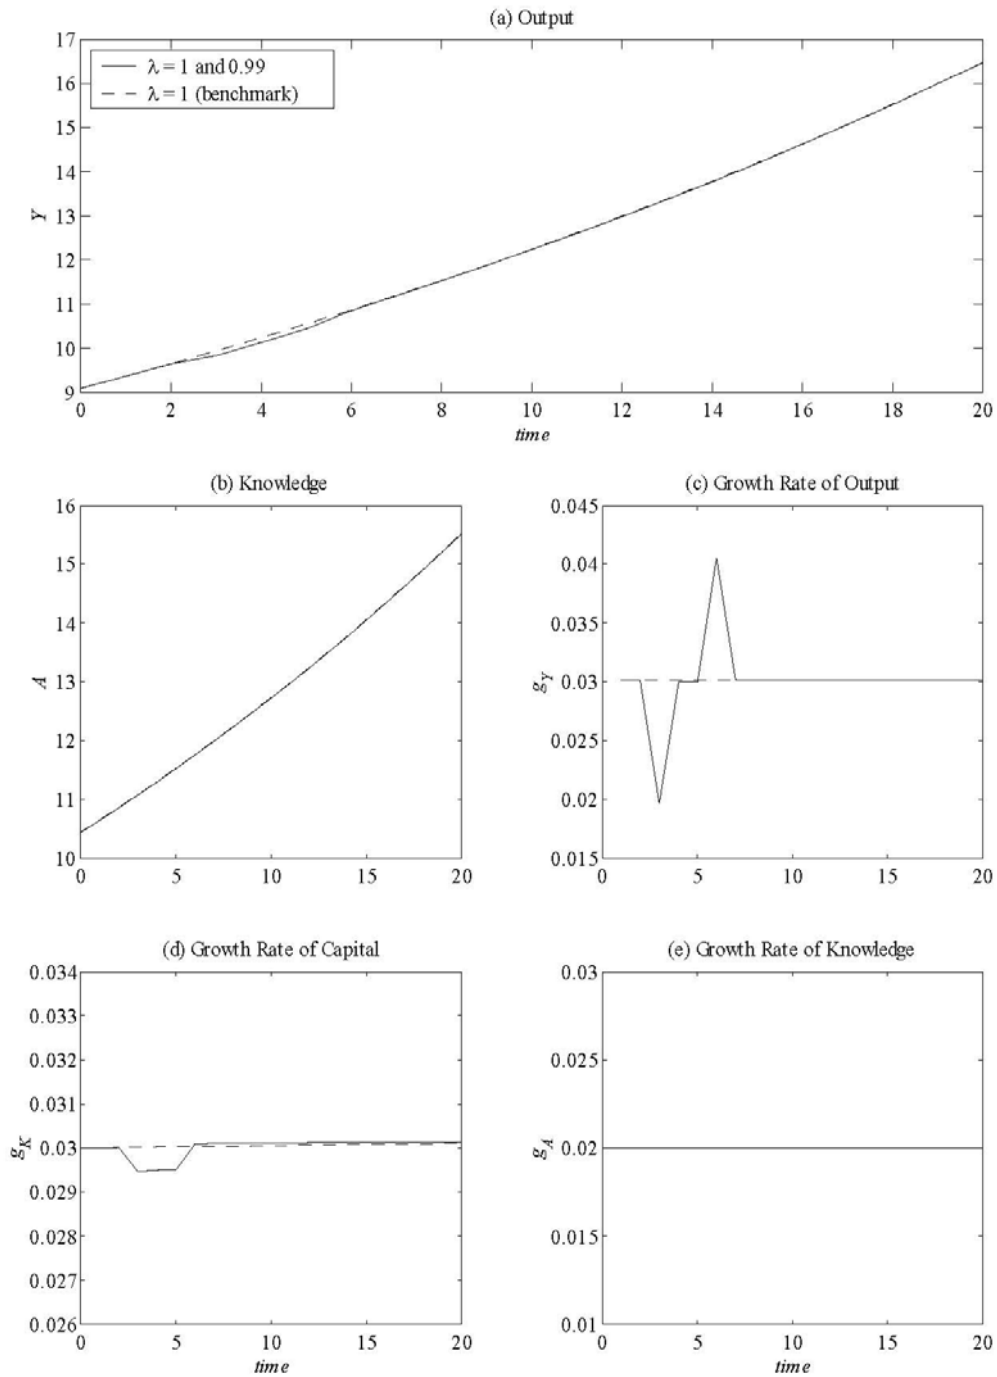 (a) Output
17
16
15
14
13
12
11
10
9
Y
λ = 1 and 0.99
λ = 1 (benchmark)
0 2 4 6 8 10 12 14 16 18 20
time
(b) Knowledge
16
15
14
13
12
11
10
A
0 5 10 15 20
(c) Growth Rate of Output
0.045
0.04
0.035
0.03
0.025
0.02
0.015
g_Y
0 5 10 15 20
(d) Growth Rate of Capital
0.034
0.033
0.032
0.031
0.03
0.029
0.028
0.027
0.026
g_K
0 5 10 15 20
time
(e) Growth Rate of Knowledge
0.03
0.025
0.02
0.015
0.01
g_A
0 5 10 15 20
time